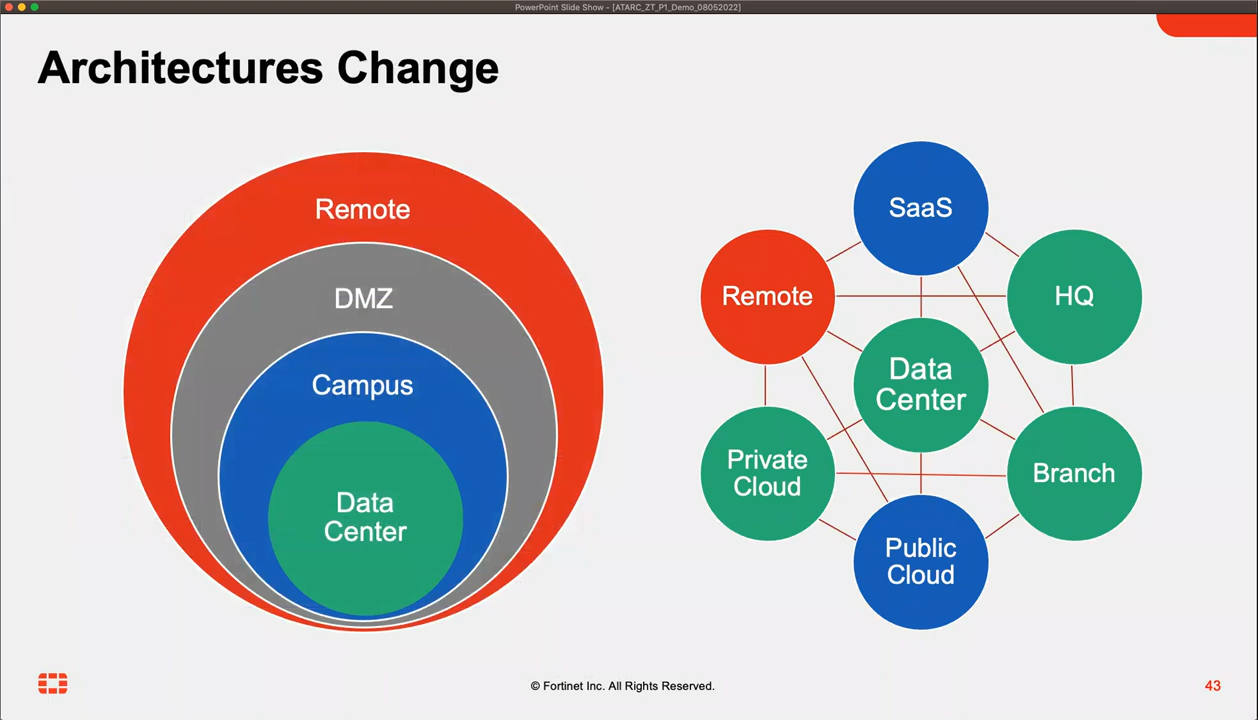 PowerPoint Slide Show - [ATARC_ZT_P1_Demo_08052022]
Architectures Change
Remote
DMZ
Campus
Data
Center
SaaS
Remote
HQ
Data
Center
Private
Cloud
Branch
Public
Cloud
© Fortinet Inc. All Rights Reserved.
43